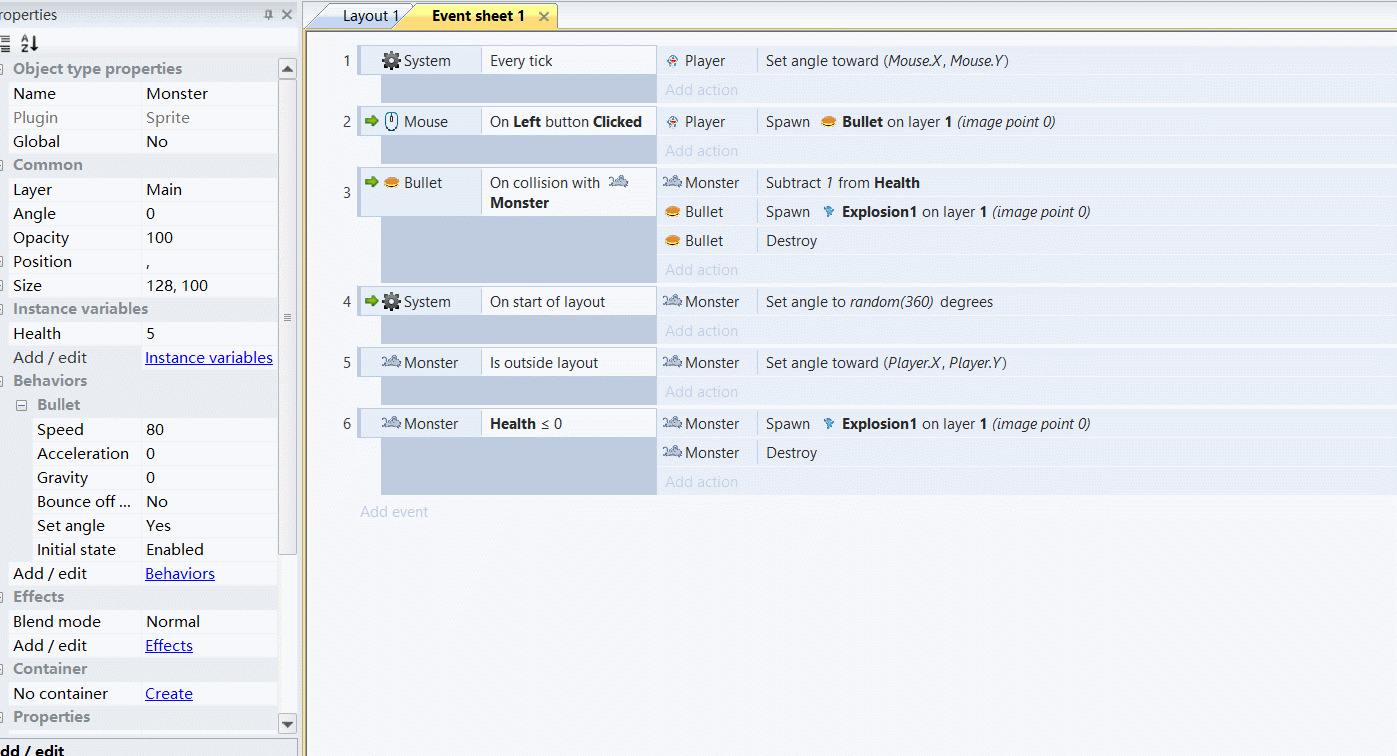 roperties
Layout 1
Event sheet 1
Object type properties
Name Monster
Plugin Sprite
Global No
Common
Layer Main
Angle 0
Opacity 100
Position ,
Size 128, 100
Instance variables
Health 5
Add / edit Instance variables
Behaviors
Bullet
Speed 80
Acceleration 0
Gravity 0
Bounce off ... No
Set angle Yes
Initial state Enabled
Add / edit Behaviors
Effects
Blend mode Normal
Add / edit Effects
Container
No container Create
Properties
dd / edit
1 System Every tick Player Set angle toward (Mouse.X, Mouse.Y)
Add action
2 Mouse On Left button Clicked Player Spawn Bullet on layer 1 (image point 0)
Add action
3 Bullet On collision with Monster Monster Subtract 1 from Health
Bullet Spawn Explosion1 on layer 1 (image point 0)
Bullet Destroy
Add action
4 System On start of layout Monster Set angle to random(360) degrees
Add action
5 Monster Is outside layout Monster Set angle toward (Player.X, Player.Y)
Add action
6 Monster Health ≤ 0 Monster Spawn Explosion1 on layer 1 (image point 0)
Monster Destroy
Add action
Add event